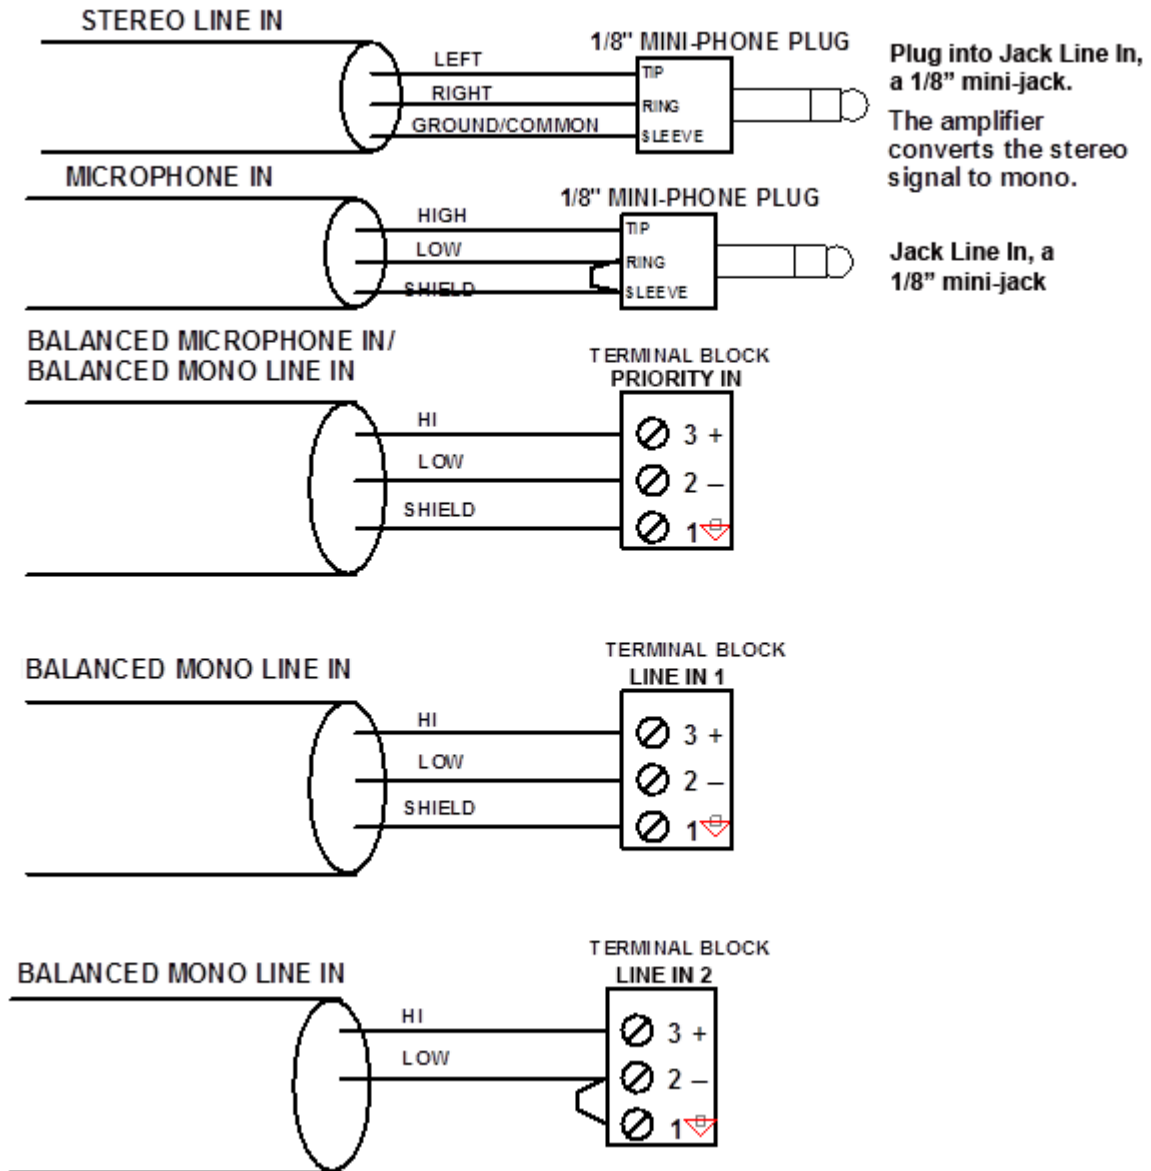 STEREO LINE IN
1/8" MINI-PHONE PLUG
LEFT
RIGHT
GROUND/COMMON
TIP
RING
SLEEVE
Plug into Jack Line In,
a 1/8” mini-jack.
The amplifier
converts the stereo
signal to mono.
MICROPHONE IN
1/8" MINI-PHONE PLUG
HIGH
LOW
SHIELD
TIP
RING
SLEEVE
Jack Line In, a
1/8” mini-jack
BALANCED MICROPHONE IN/
BALANCED MONO LINE IN
TERMINAL BLOCK
PRIORITY IN
HI
LOW
SHIELD
3 +
2 –
1
BALANCED MONO LINE IN
TERMINAL BLOCK
LINE IN 1
HI
LOW
SHIELD
3 +
2 –
1
BALANCED MONO LINE IN
TERMINAL BLOCK
LINE IN 2
HI
LOW
3 +
2 –
1